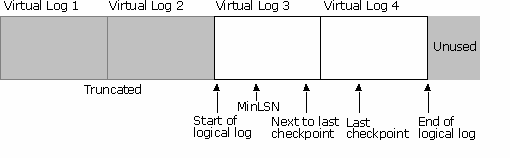 Virtual Log 1 Virtual Log 2 Virtual Log 3 Virtual Log 4
Unused
Truncated
MinLSN
Start of
logical log
Next to last
checkpoint
Last
checkpoint
End of
logical log